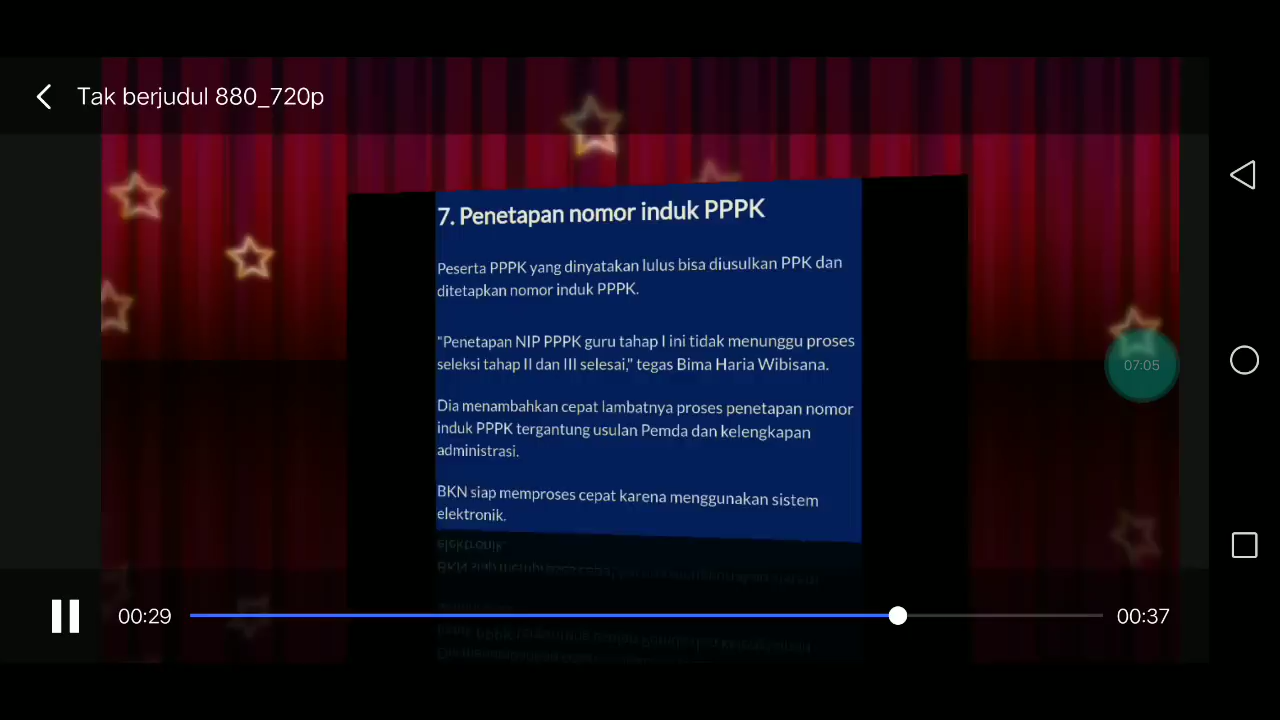 Tak berjudul 880_720p
7. Penetapan nomor induk PPPK
Peserta PPPK yang dinyatakan lulus bisa diusulkan PPK dan
ditetapkan nomor induk PPPK.
"Penetapan NIP PPPK guru tahap I ini tidak menunggu proses
seleksi tahap II dan III selesai," tegas Bima Haria Wibisana.
Dia menambahkan cepat lambatnya proses penetapan nomor
induk PPPK tergantung usulan Pemda dan kelengkapan
administrasi.
BKN siap memproses cepat karena menggunakan sistem
elektronik.
07:05
00:29
00:37